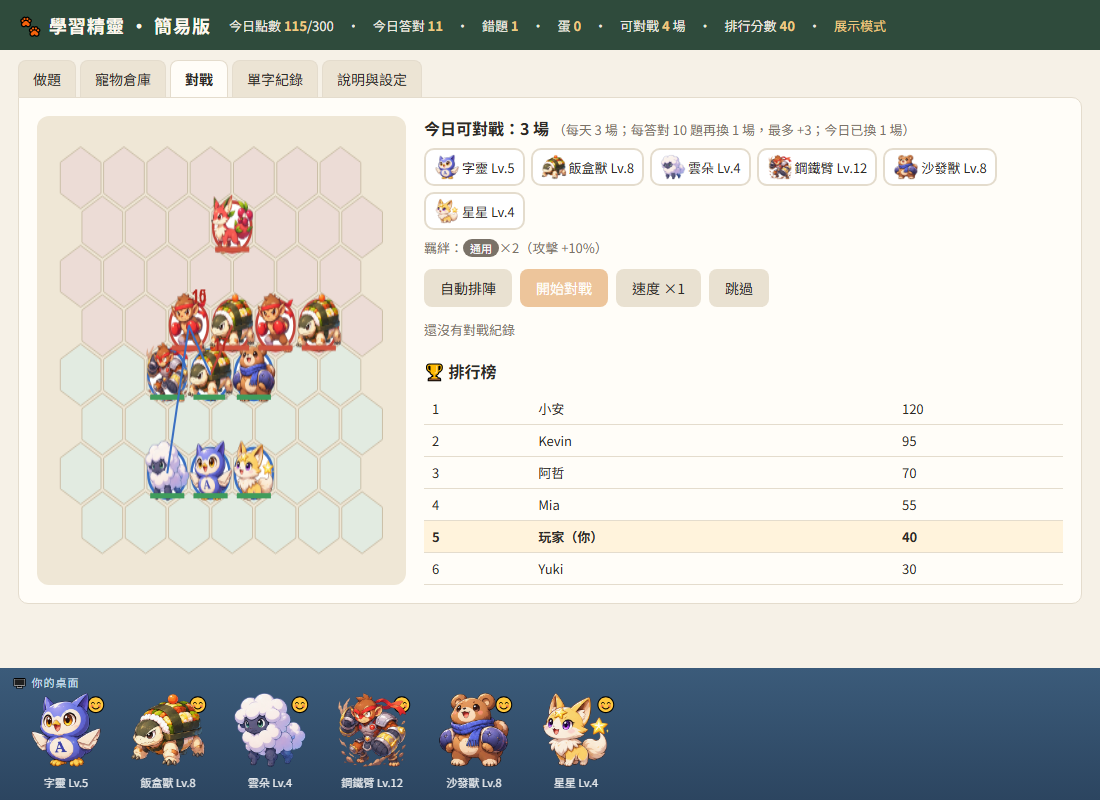 學習精靈 • 簡易版 今日點數 115/300 • 今日答對 11 • 錯題 1 • 蛋 0 • 可對戰 4 場 • 排行分數 40 • 展示模式
做題 寵物倉庫 對戰 單字紀錄 說明與設定
今日可對戰：3 場 （每天 3 場；每答對 10 題再換 1 場，最多 +3；今日已換 1 場）
字靈 Lv.5 飯盒獸 Lv.8 雲朵 Lv.4 鋼鐵臂 Lv.12 沙發獸 Lv.8
星星 Lv.4
羈絆：通用 ×2（攻擊 +10%）
自動排陣 開始對戰 速度 ×1 跳過
還沒有對戰紀錄
排行榜
1 小安 120
2 Kevin 95
3 阿哲 70
4 Mia 55
5 玩家（你） 40
6 Yuki 30
A
你的桌面
A
字靈 Lv.5 飯盒獸 Lv.8 雲朵 Lv.4 鋼鐵臂 Lv.12 沙發獸 Lv.8 星星 Lv.4